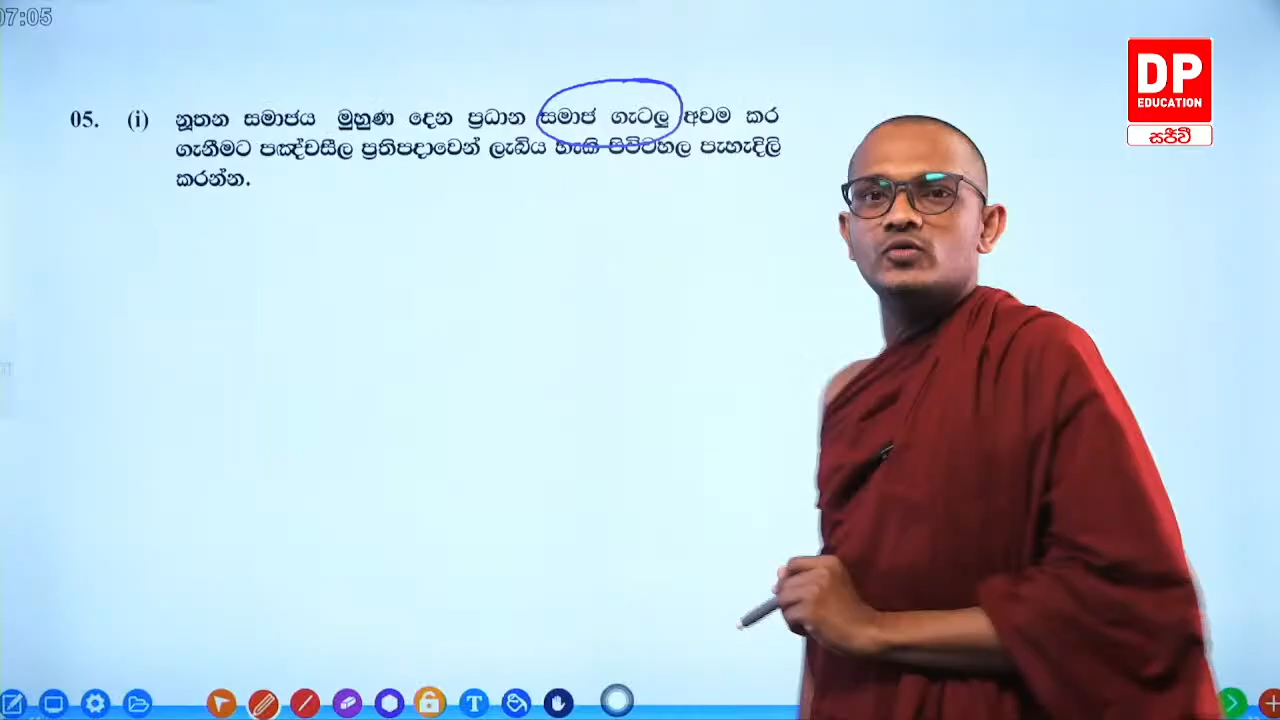 07:05
DP
EDUCATION
සජීවී
05. (i) නූතන සමාජය මුහුණ දෙන ප්‍රධාන සමාජ ගැටලු අවම කර
ගැනීමට පඤ්චසීල ප්‍රතිපදාවෙන් ලැබිය හැකි පිටිවහල පැහැදිලි
කරන්න.
T